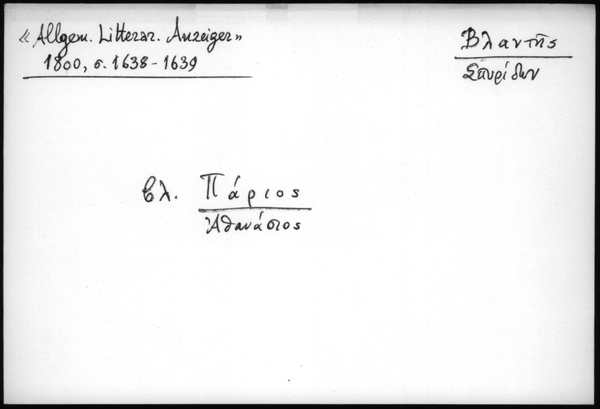 «Allgem. Litterar. Anzeiger»
1800, σ. 1638-1639
Βλαντῆς
Σπυρίδων
βλ. Πάριος
Ἀθανάσιος